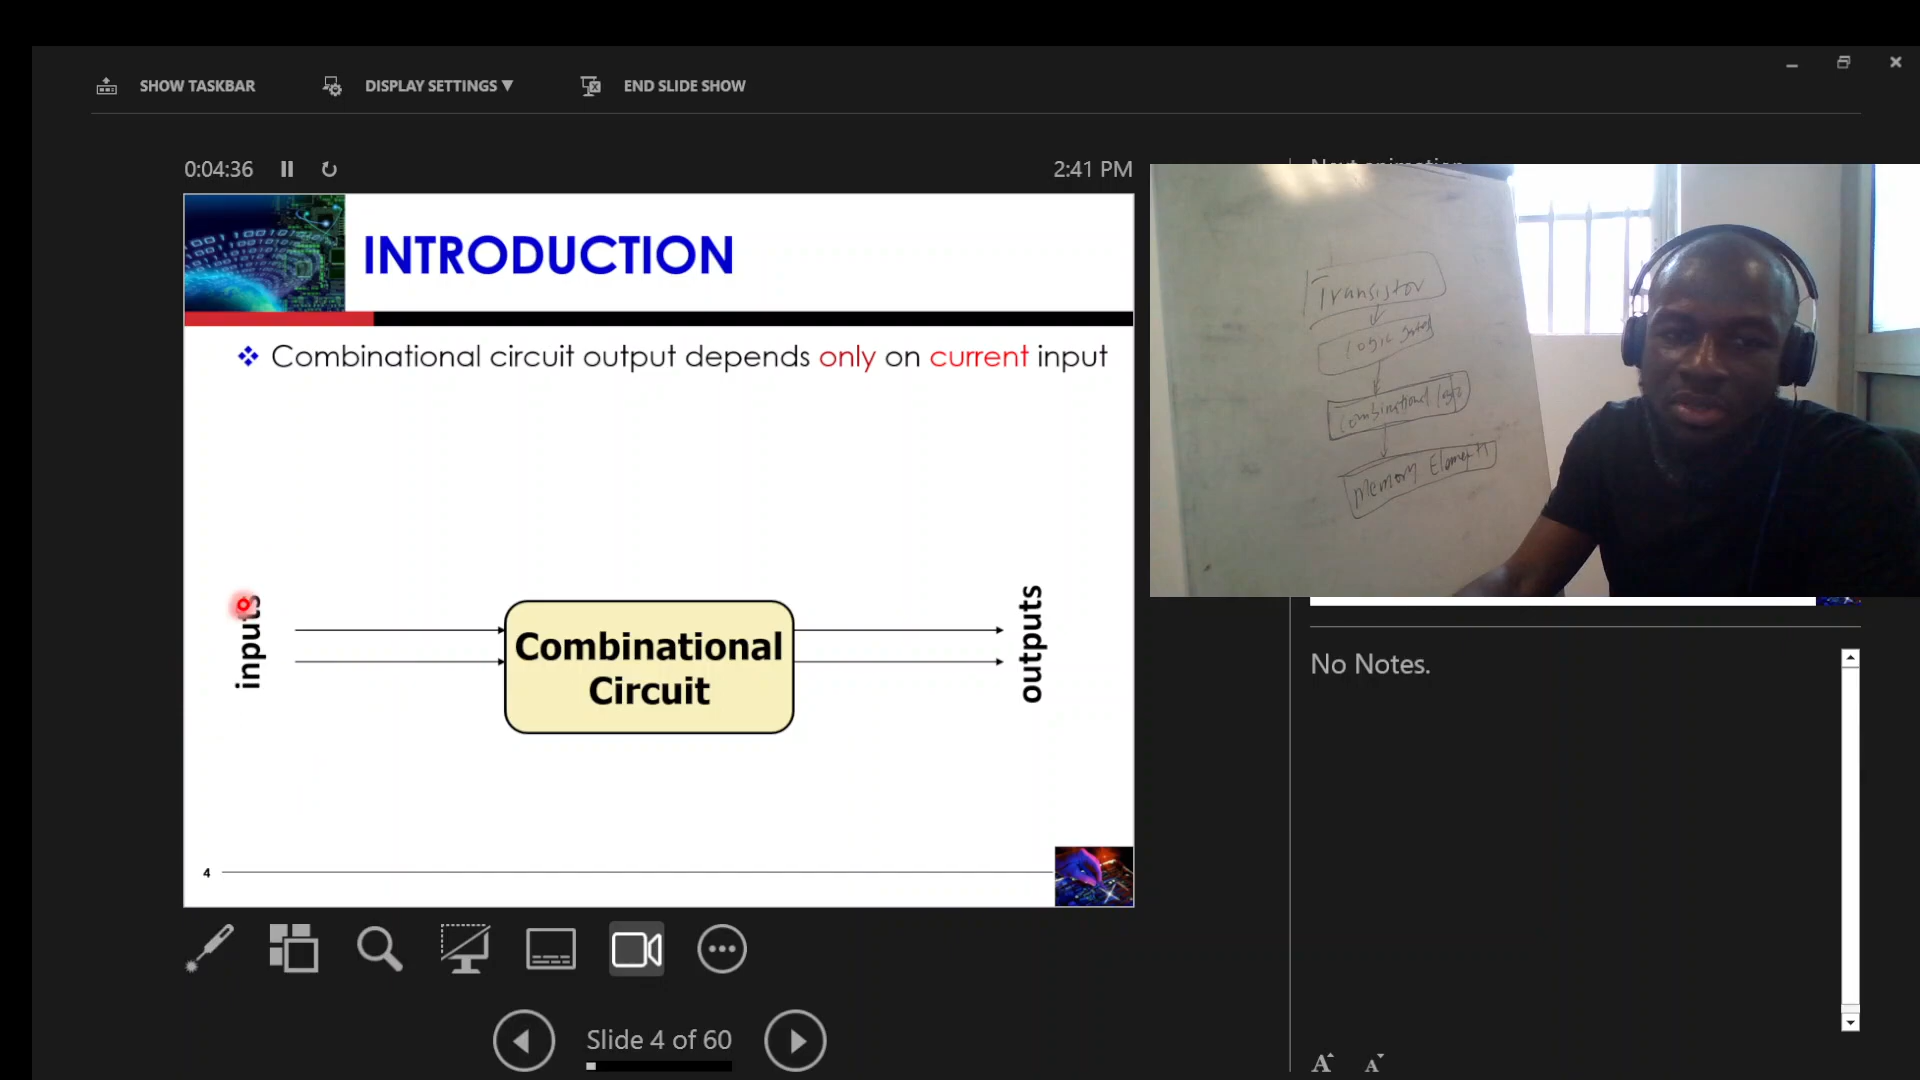 SHOW TASKBAR
DISPLAY SETTINGS ▼
END SLIDE SHOW
0:04:36
2:41 PM
INTRODUCTION
Combinational circuit output depends only on current input
inputs
Combinational
Circuit
outputs
4
Transistor
Logic
Combinational Logic
Memory Element
No Notes.
Slide 4 of 60
A
A